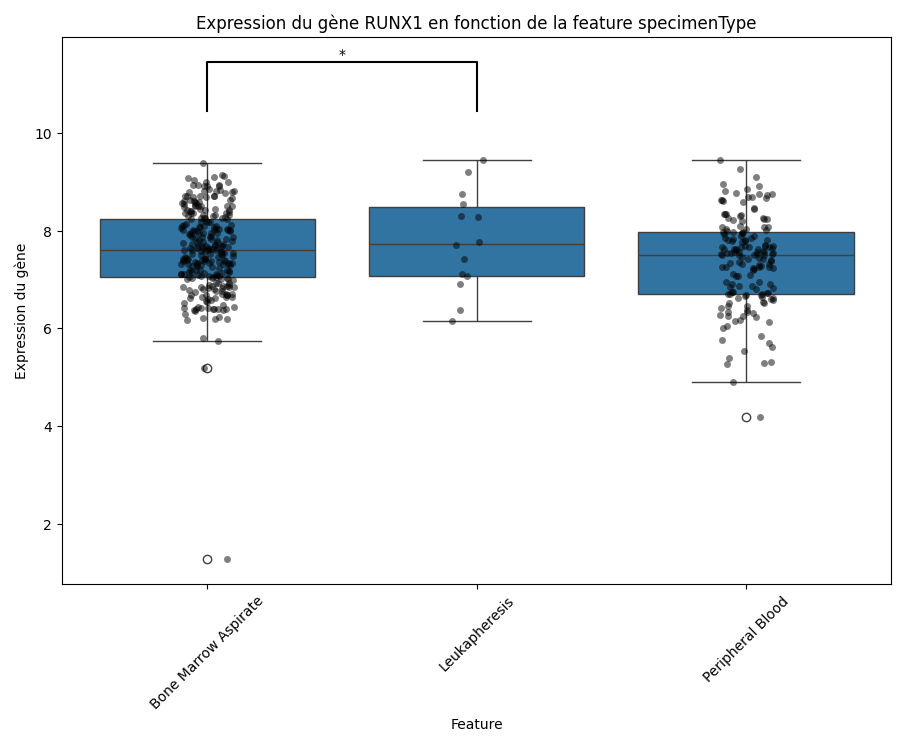 Expression du gène RUNX1 en fonction de la feature specimenType
*
10
8
6
4
2
Expression du gène
Bone Marrow Aspirate
Leukapheresis
Peripheral Blood
Feature